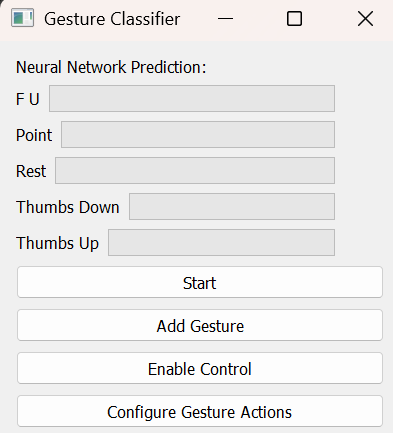 Gesture Classifier
Neural Network Prediction:
F U
Point
Rest
Thumbs Down
Thumbs Up
Start
Add Gesture
Enable Control
Configure Gesture Actions